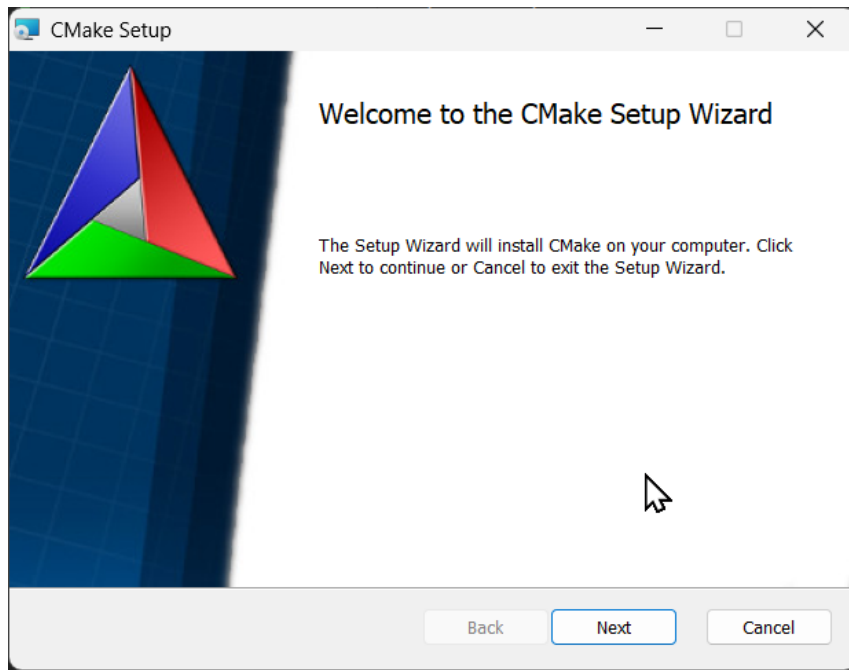 CMake Setup
Welcome to the CMake Setup Wizard
The Setup Wizard will install CMake on your computer. Click
Next to continue or Cancel to exit the Setup Wizard.
Back
Next
Cancel